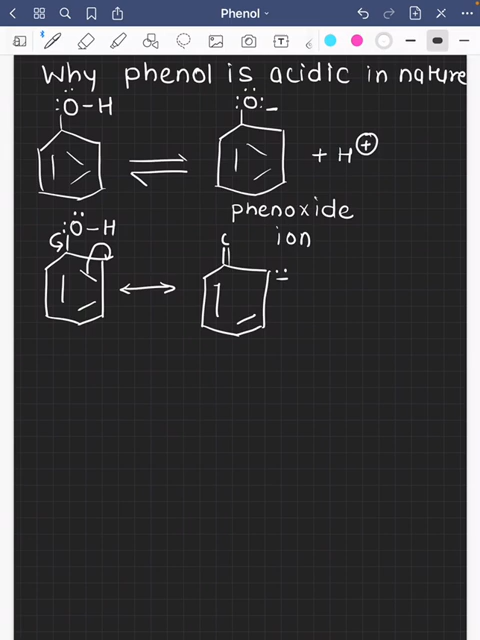 Phenol
Why phenol is acidic in nature
:Ö–H
:Ö:–
+ H⊕
phenoxide
ion
:Ö–H